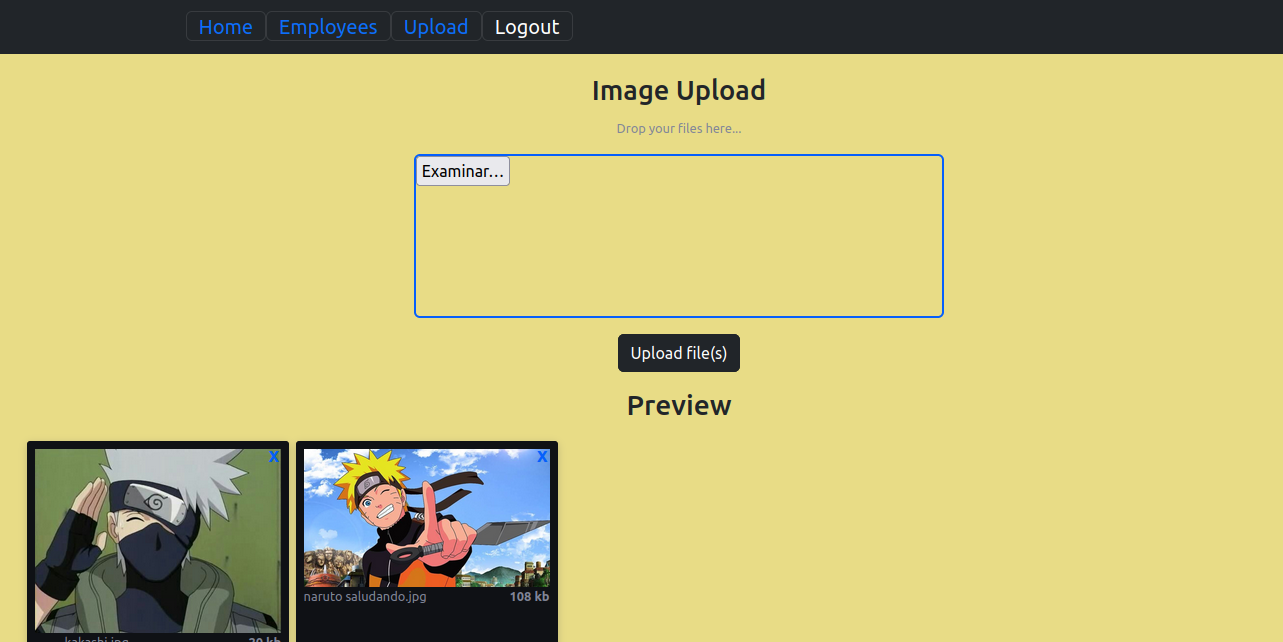 Home Employees Upload Logout
Image Upload
Drop your files here...
Examinar...
Upload file(s)
Preview
X X
naruto saludando.jpg 108 kb
kakashi.jpg 20 kb